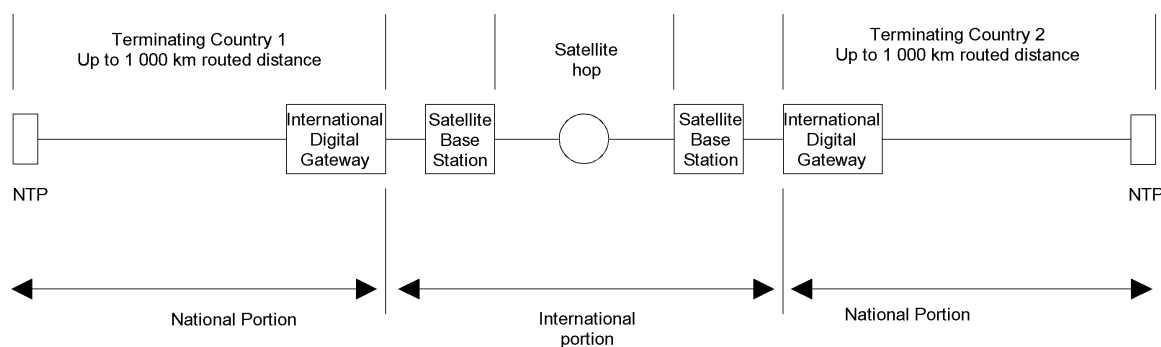 Terminating Country 1
Up to 1 000 km routed distance
Satellite
hop
Terminating Country 2
Up to 1 000 km routed distance
International
Digital
Gateway
Satellite
Base
Station
Satellite
Base
Station
International
Digital
Gateway
NTP
NTP
National Portion
International
portion
National Portion